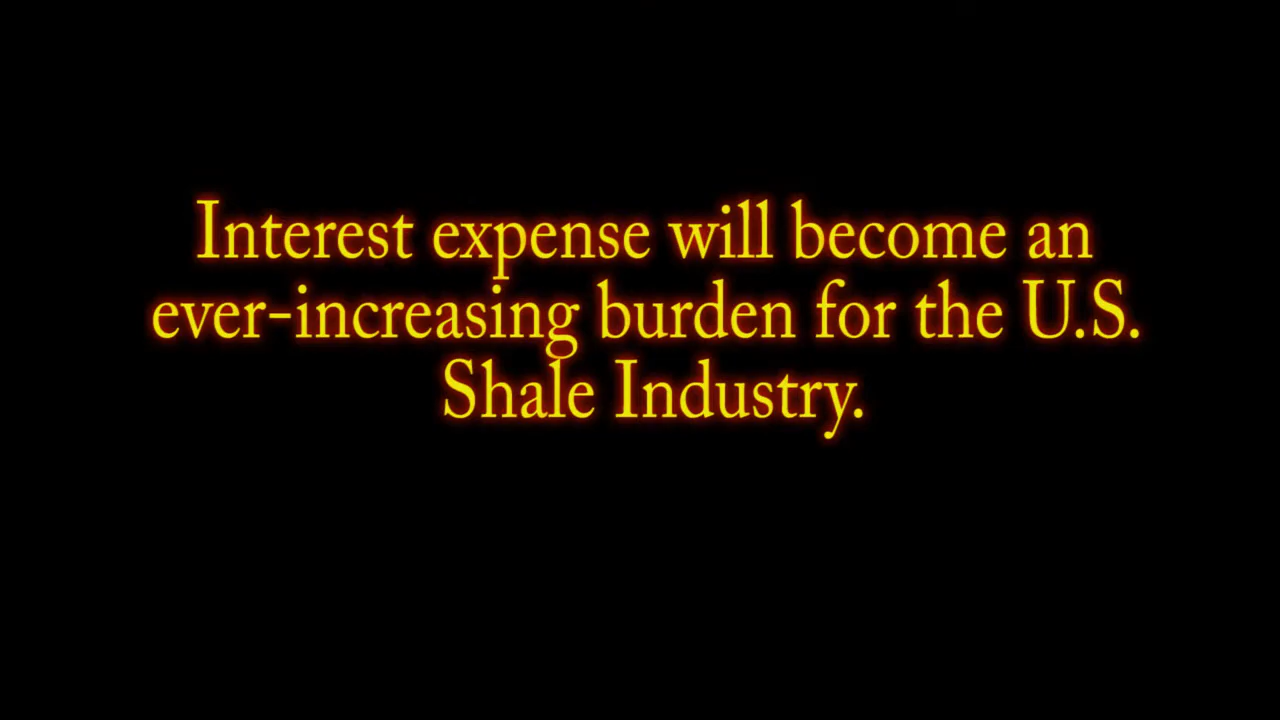 Interest expense will become an
ever-increasing burden for the U.S.
Shale Industry.